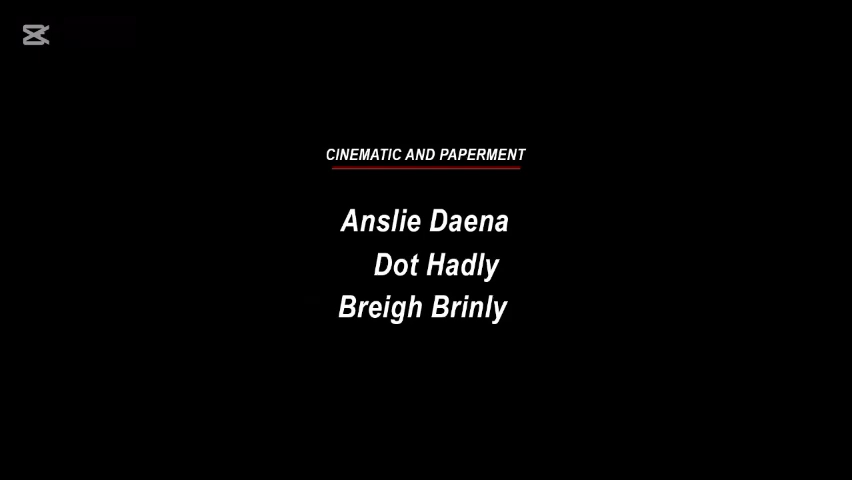 CINEMATIC AND PAPERMENT
Anslie Daena
Dot Hadly
Breigh Brinly